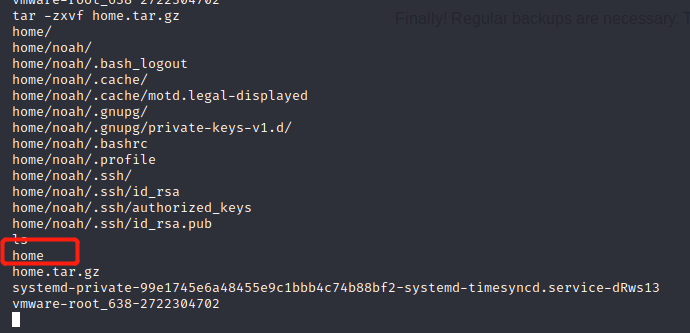 vmware-root_638-2722304702
tar -zxvf home.tar.gz
Finally! Regular backups are necessary.
home/
home/noah/
home/noah/.bash_logout
home/noah/.cache/
home/noah/.cache/motd.legal-displayed
home/noah/.gnupg/
home/noah/.gnupg/private-keys-v1.d/
home/noah/.bashrc
home/noah/.profile
home/noah/.ssh/
home/noah/.ssh/id_rsa
home/noah/.ssh/authorized_keys
home/noah/.ssh/id_rsa.pub
ls
home
home.tar.gz
systemd-private-99e1745e6a48455e9c1bbb4c74b88bf2-systemd-timesyncd.service-dRws13
vmware-root_638-2722304702